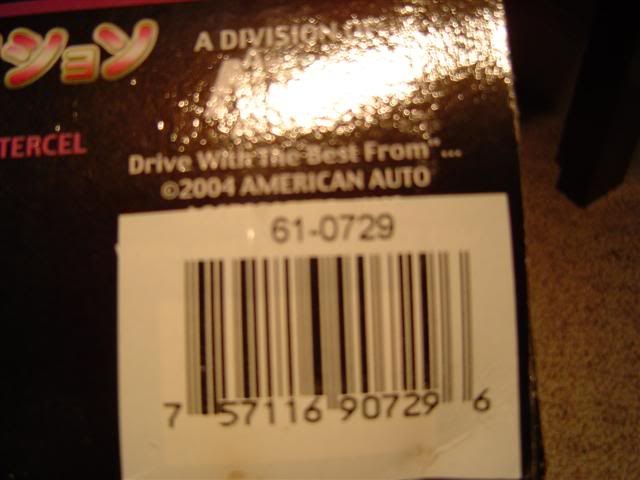 ション
A DIVISION
TERCEL
Drive With The Best From™...
©2004 AMERICAN AUTO
61-0729
7 57116 90729 6